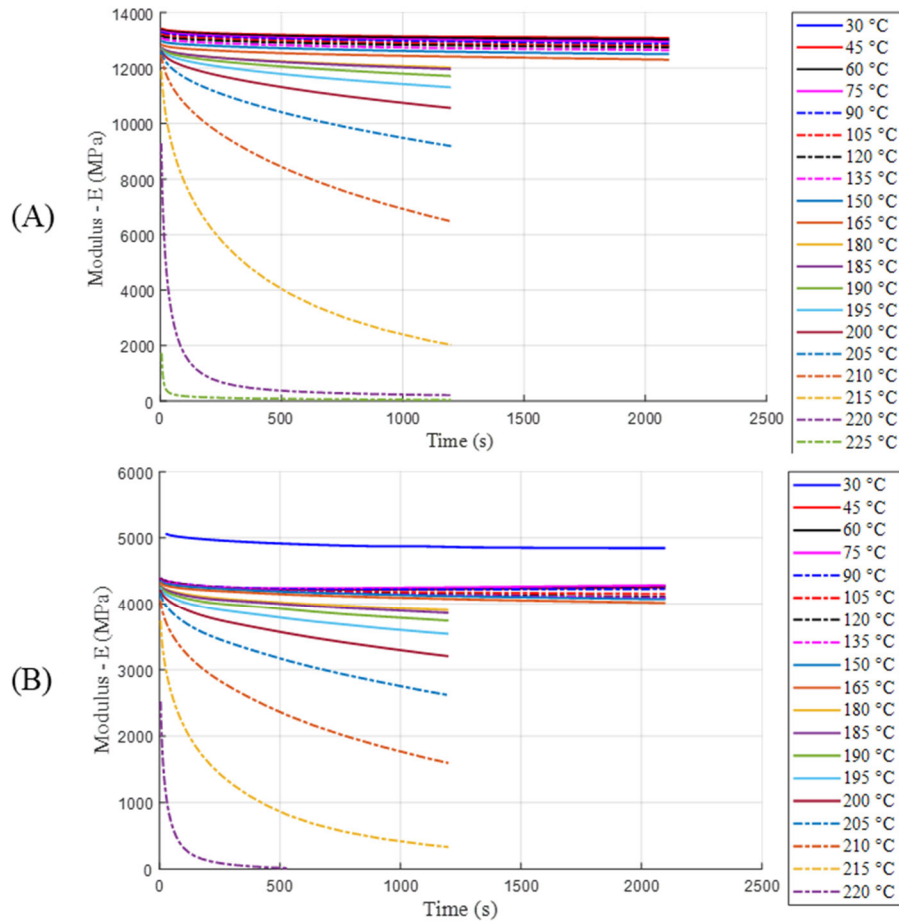 (A)
Modulus - E (MPa)
14000
12000
10000
8000
6000
4000
2000
0
0 500 1000 1500 2000 2500
Time (s)
30 °C
45 °C
60 °C
75 °C
90 °C
105 °C
120 °C
135 °C
150 °C
165 °C
180 °C
185 °C
190 °C
195 °C
200 °C
205 °C
210 °C
215 °C
220 °C
225 °C
(B)
Modulus - E (MPa)
6000
5000
4000
3000
2000
1000
0
0 500 1000 1500 2000 2500
Time (s)
30 °C
45 °C
60 °C
75 °C
90 °C
105 °C
120 °C
135 °C
150 °C
165 °C
180 °C
185 °C
190 °C
195 °C
200 °C
205 °C
210 °C
215 °C
220 °C